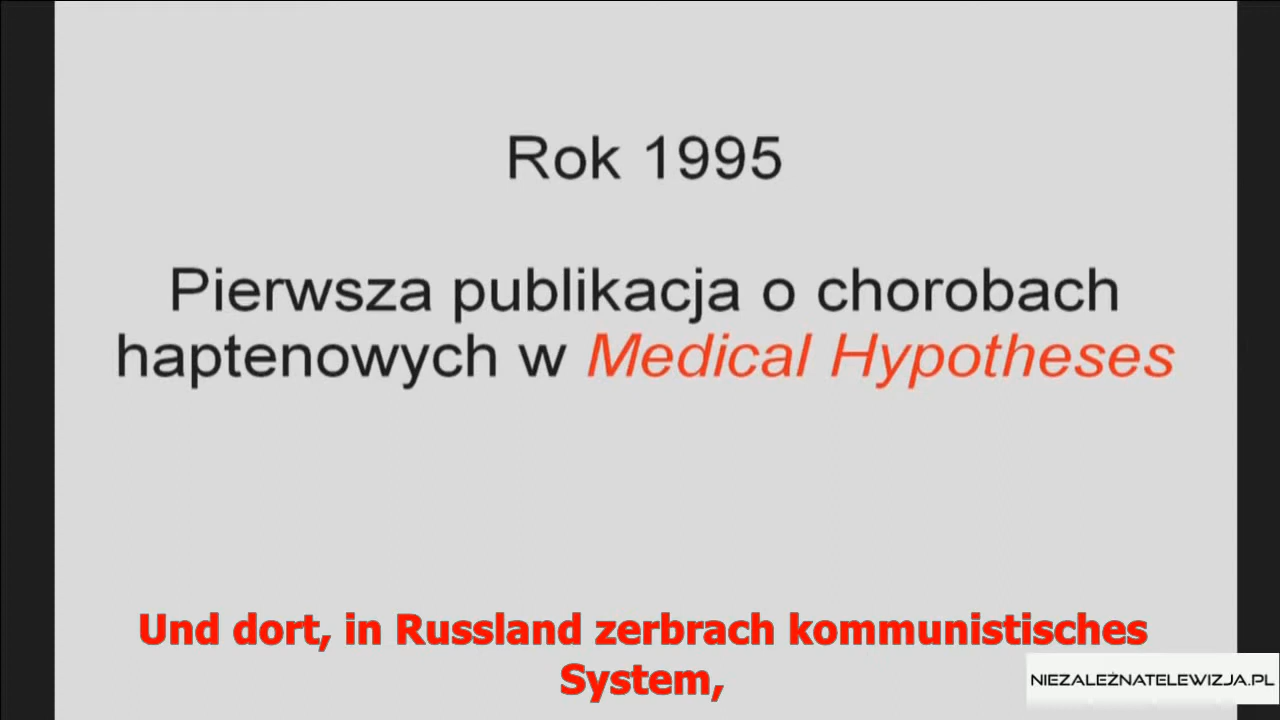 Rok 1995
Pierwsza publikacja o chorobach
haptenowych w Medical Hypotheses
Und dort, in Russland zerbrach kommunistisches
System,
NIEZALEŻNATELEWIZJA.PL